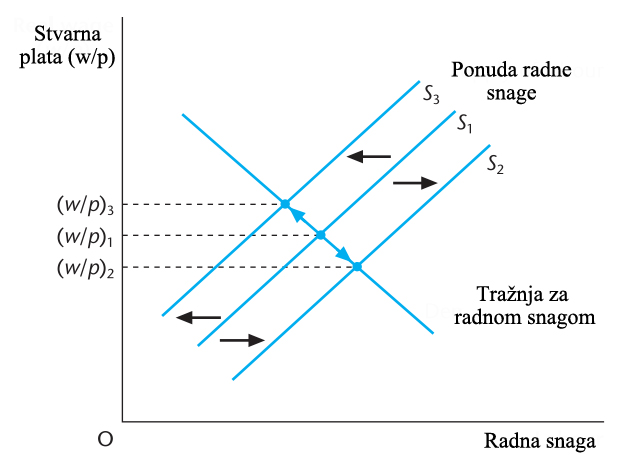 Stvarna
plata (w/p)
Ponuda radne
snage
S₃
S₁
S₂
(w/p)₃
(w/p)₁
(w/p)₂
Tražnja za
radnom snagom
O
Radna snaga